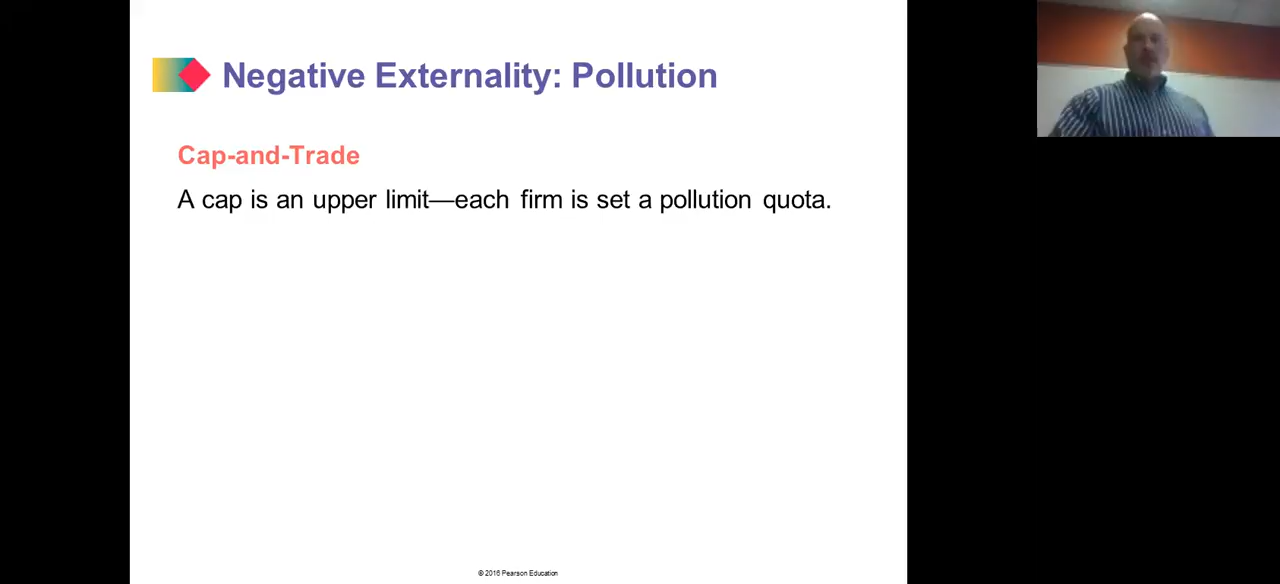 Negative Externality: Pollution
Cap-and-Trade
A cap is an upper limit—each firm is set a pollution quota.
© 2016 Pearson Education